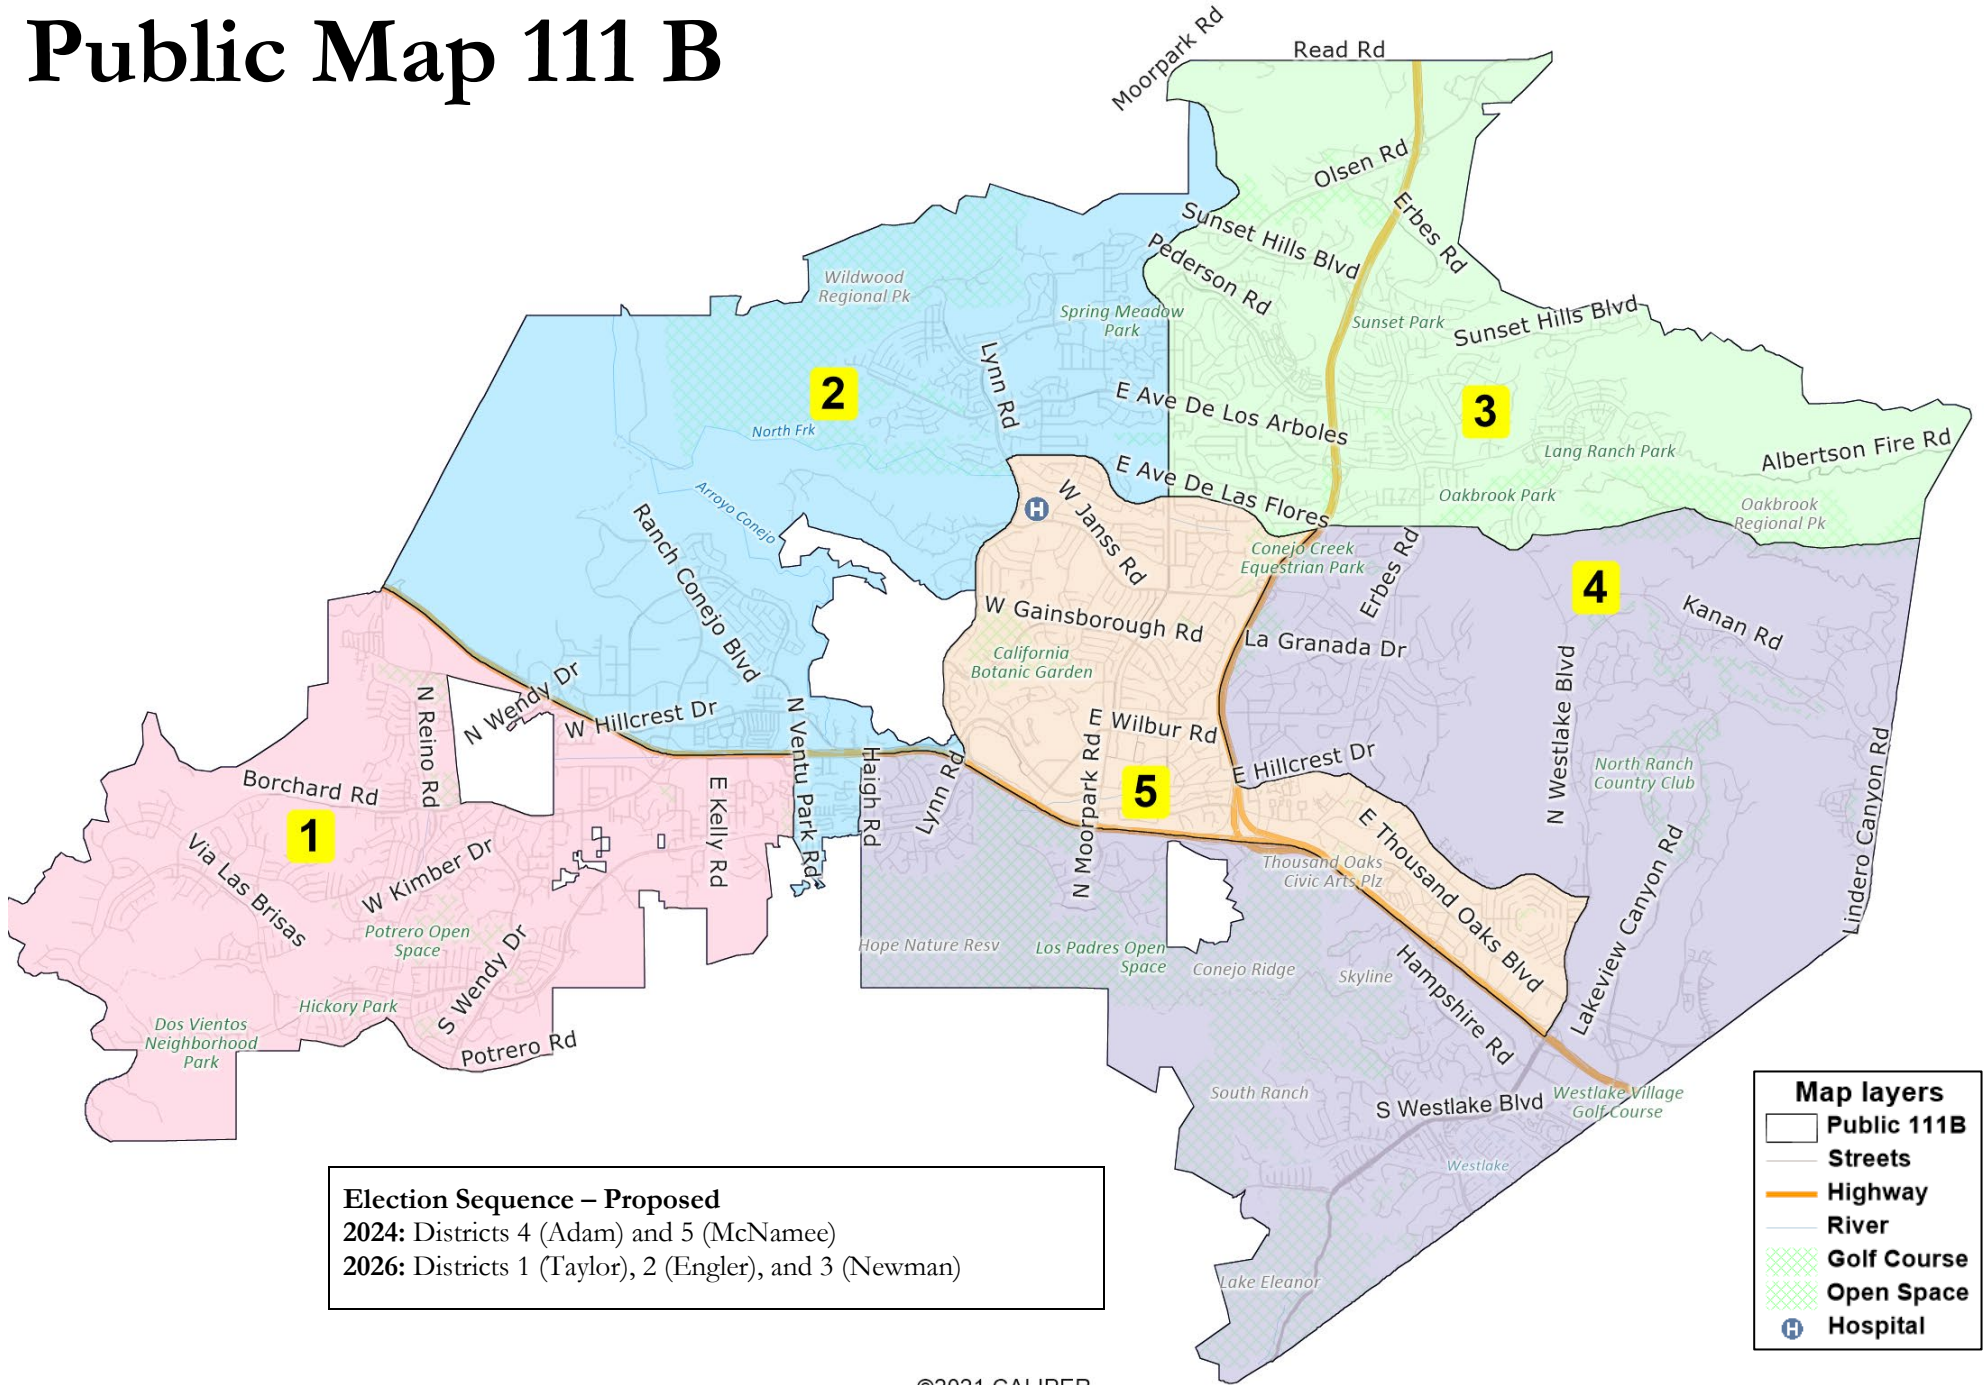 Public Map 111 B
Moorpark Rd
Read Rd
Olsen Rd
Erbes Rd
Sunset Hills Blvd
Pederson Rd
Wildwood
Regional Pk
Spring Meadow
Park
Sunset Park
Sunset Hills Blvd
Lynn Rd
2
3
E Ave De Los Arboles
North Frk
Lang Ranch Park
Albertson Fire Rd
E Ave De Las Flores
Arroyo Conejo
Ranch Conejo Blvd
H
W Janss Rd
Oakbrook Park
Oakbrook
Regional Pk
Conejo Creek
Equestrian Park
Erbes Rd
4
Kanan Rd
W Gainsborough Rd
La Granada Dr
California
Botanic Garden
N Reino Rd
N Wendy Dr
W Hillcrest Dr
N Ventu Park Rd
Haigh Rd
Lynn Rd
E Wilbur Rd
N Moorpark Rd
5
E Hillcrest Dr
N Westlake Blvd
North Ranch
Country Club
Lindero Canyon Rd
Borchard Rd
1
E Kelly Rd
Via Las Brisas
W Kimber Dr
Thousand Oaks
Civic Arts Plz
E Thousand Oaks Blvd
Lakeview Canyon Rd
Potrero Open
Space
S Wendy Dr
Hope Nature Resv
Los Padres Open
Space
Conejo Ridge
Skyline
Hampshire Rd
Hickory Park
Dos Vientos
Neighborhood
Park
Potrero Rd
South Ranch
S Westlake Blvd
Westlake Village
Golf Course
Westlake
Lake Eleanor
Election Sequence – Proposed
2024: Districts 4 (Adam) and 5 (McNamee)
2026: Districts 1 (Taylor), 2 (Engler), and 3 (Newman)
Map layers
Public 111B
Streets
Highway
River
Golf Course
Open Space
H Hospital
©2021 CALIPER